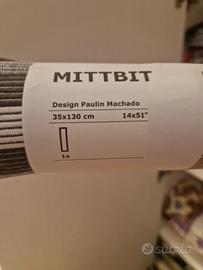 MITTBIT
Design Paulin Machado
35x130 cm 14x51"
1x
subito